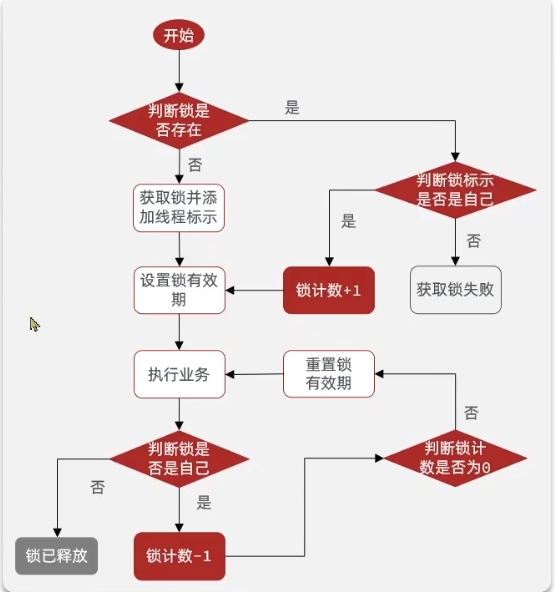 开始
判断锁是
否存在
是
否
获取锁并添
加线程标示
判断锁标示
是否是自己
是
否
设置锁有效
期
锁计数+1
获取锁失败
执行业务
重置锁
有效期
否
判断锁是
否是自己
判断锁计
数是否为0
否
是
锁已释放
锁计数-1